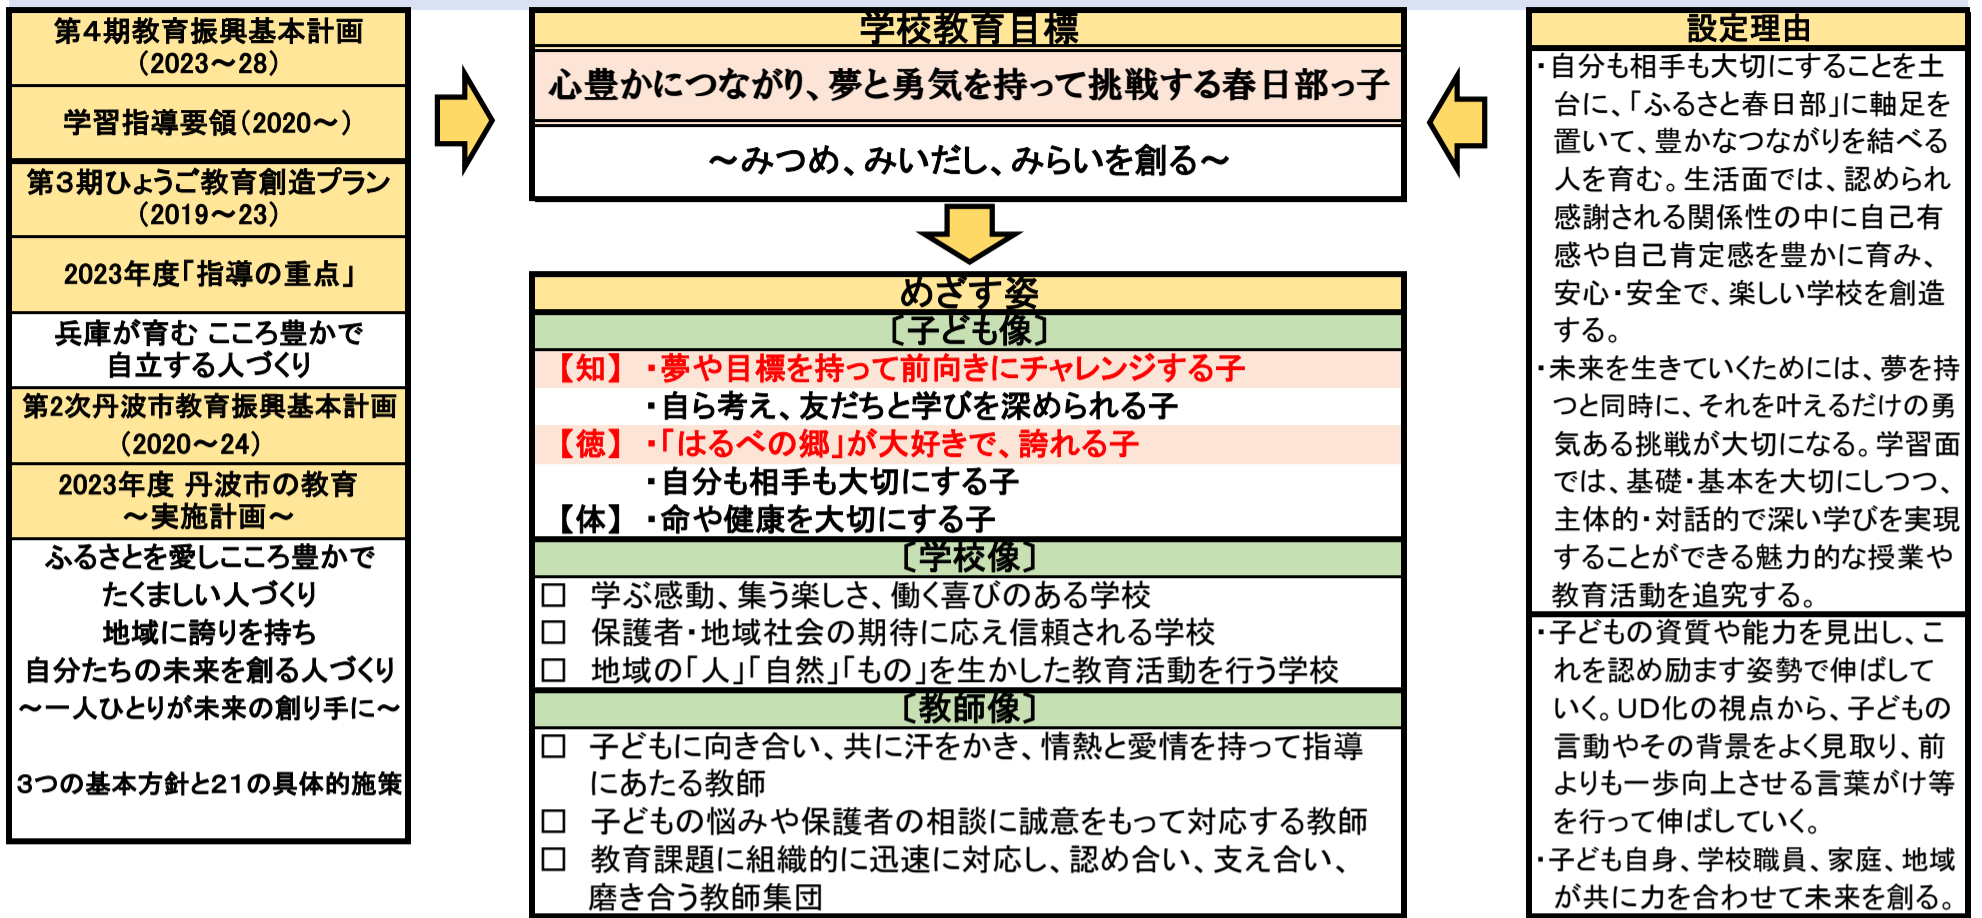 第4期教育振興基本計画
(2023～28)
学習指導要領(2020～)
第3期ひょうご教育創造プラン
(2019～23)
2023年度「指導の重点」
兵庫が育む こころ豊かで
自立する人づくり
第2次丹波市教育振興基本計画
(2020～24)
2023年度 丹波市の教育
～実施計画～
ふるさとを愛しこころ豊かで
たくましい人づくり
地域に誇りを持ち
自分たちの未来を創る人づくり
～一人ひとりが未来の創り手に～
3つの基本方針と21の具体的施策
学校教育目標
心豊かにつながり、夢と勇気を持って挑戦する春日部っ子
～みつめ、みいだし、みらいを創る～
めざす姿
〔子ども像〕
【知】・夢や目標を持って前向きにチャレンジする子
・自ら考え、友だちと学びを深められる子
【徳】・「はるべの郷」が大好きで、誇れる子
・自分も相手も大切にする子
【体】・命や健康を大切にする子
〔学校像〕
□ 学ぶ感動、集う楽しさ、働く喜びのある学校
□ 保護者・地域社会の期待に応え信頼される学校
□ 地域の「人」「自然」「もの」を生かした教育活動を行う学校
〔教師像〕
□ 子どもに向き合い、共に汗をかき、情熱と愛情を持って指導
にあたる教師
□ 子どもの悩みや保護者の相談に誠意をもって対応する教師
□ 教育課題に組織的に迅速に対応し、認め合い、支え合い、
磨き合う教師集団
設定理由
・自分も相手も大切にすることを土
台に、「ふるさと春日部」に軸足を
置いて、豊かなつながりを結べる
人を育む。生活面では、認められ
感謝される関係性の中に自己有
感や自己肯定感を豊かに育み、
安心・安全で、楽しい学校を創造
する。
・未来を生きていくためには、夢を持
つと同時に、それを叶えるだけの勇
気ある挑戦が大切になる。学習面
では、基礎・基本を大切にしつつ、
主体的・対話的で深い学びを実現
することができる魅力的な授業や
教育活動を追究する。
・子どもの資質や能力を見出し、こ
れを認め励ます姿勢で伸ばして
いく。UD化の視点から、子どもの
言動やその背景をよく見取り、前
よりも一歩向上させる言葉がけ等
を行って伸ばしていく。
・子ども自身、学校職員、家庭、地域
が共に力を合わせて未来を創る。